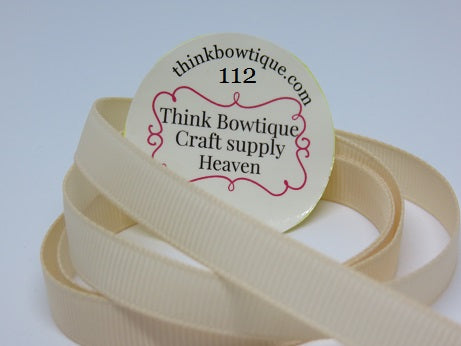 thinkbowtique.com
112
Think Bowtique
Craft supply
Heaven